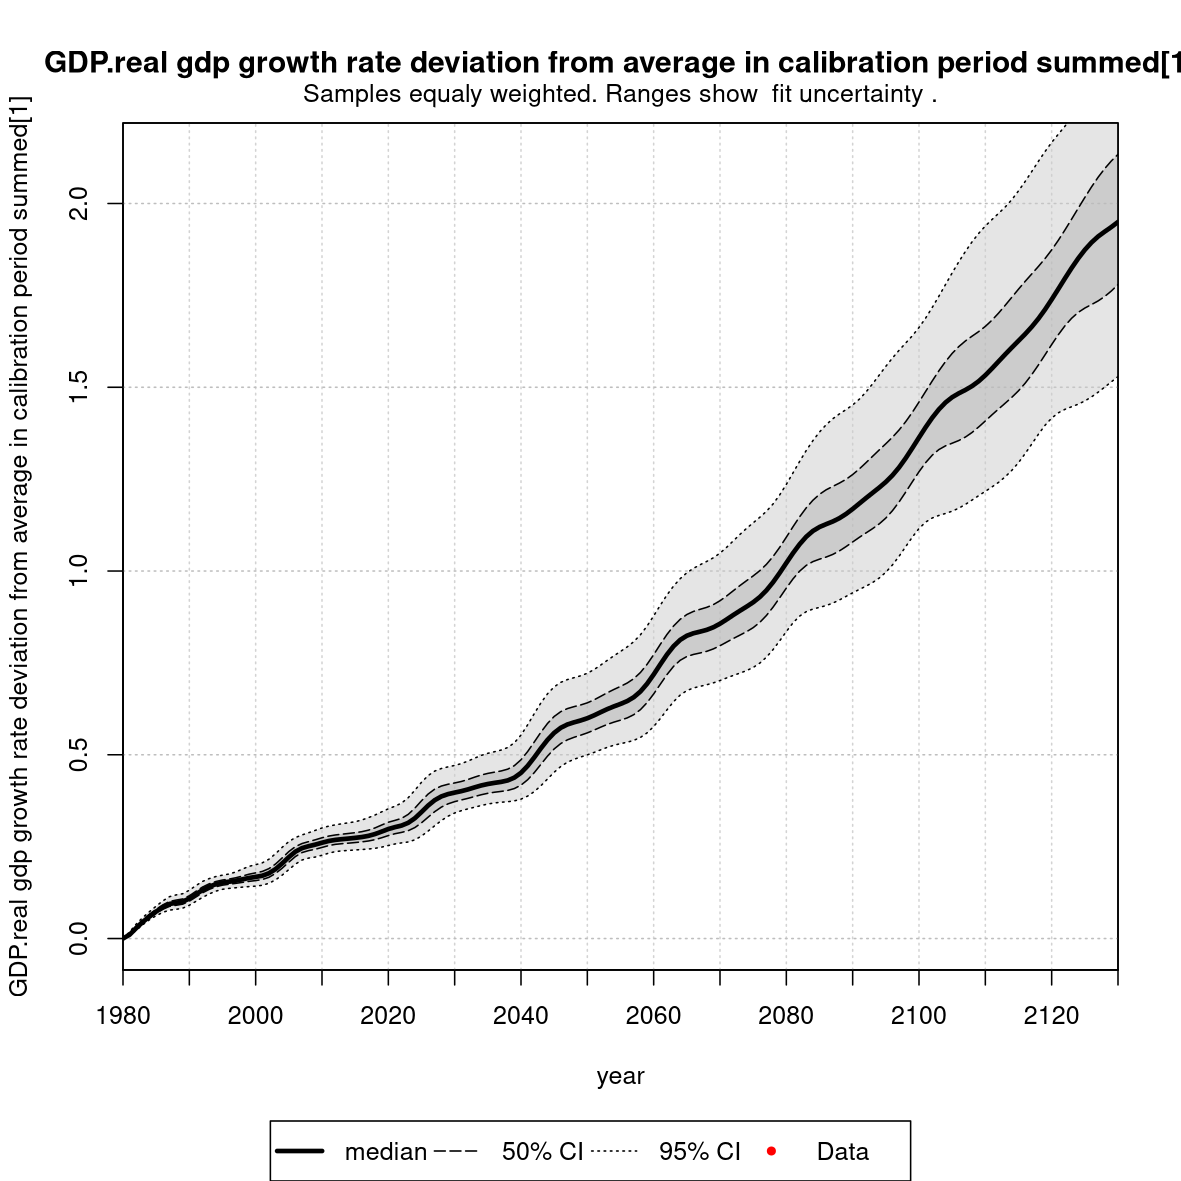 GDP.real gdp growth rate deviation from average in calibration period summed[1
Samples equaly weighted. Ranges show  fit uncertainty .
GDP.real gdp growth rate deviation from average in calibration period summed[1]
2.0
1.5
1.0
0.5
0.0
1980 2000 2020 2040 2060 2080 2100 2120
year
median 50% CI 95% CI Data